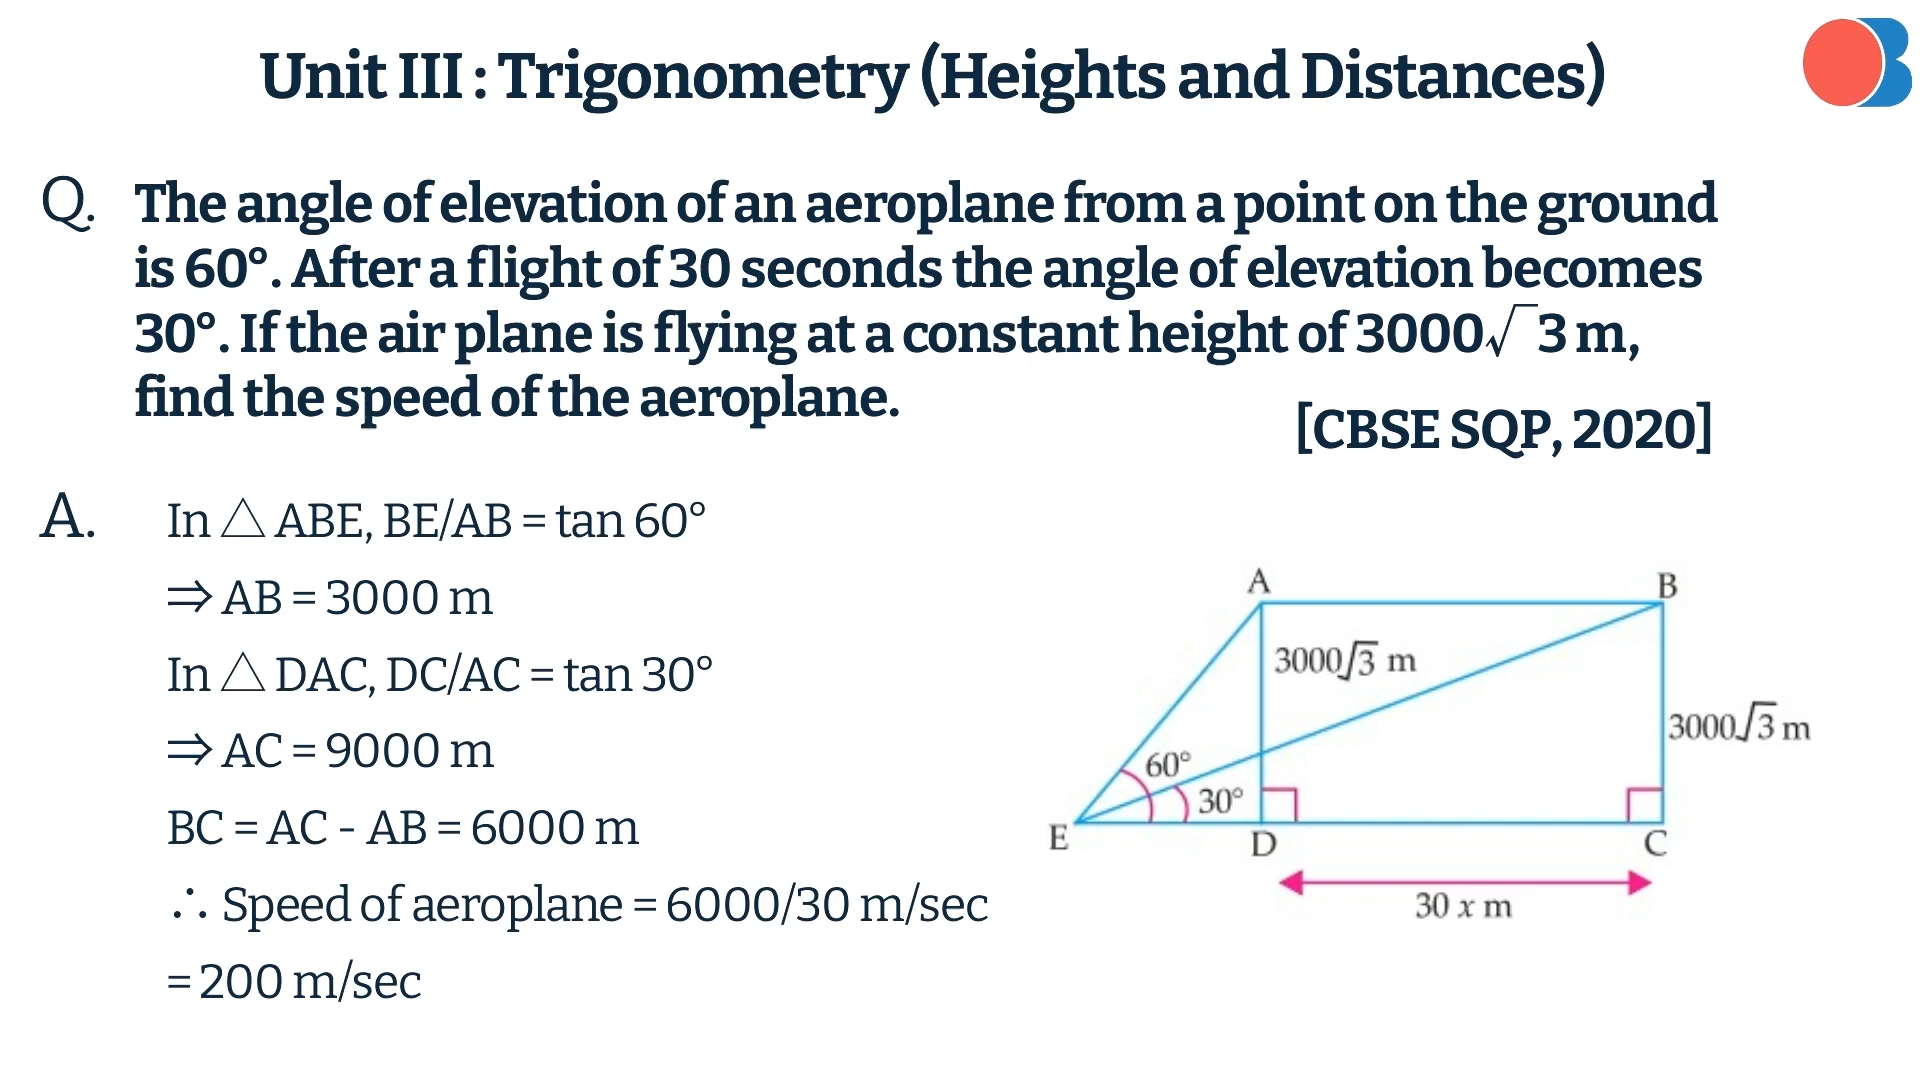 Unit III : Trigonometry (Heights and Distances)
B
Q. The angle of elevation of an aeroplane from a point on the ground
is 60°. After a flight of 30 seconds the angle of elevation becomes
30°. If the air plane is flying at a constant height of 3000√ 3 m,
find the speed of the aeroplane.
[CBSE SQP, 2020]
A. In △ ABE, BE/AB = tan 60°
⇒ AB = 3000 m
In △ DAC, DC/AC = tan 30°
⇒ AC = 9000 m
BC = AC - AB = 6000 m
∴ Speed of aeroplane = 6000/30 m/sec
= 200 m/sec
A
B
3000√3 m
3000√3 m
60°
30°
E
D
C
30 x m